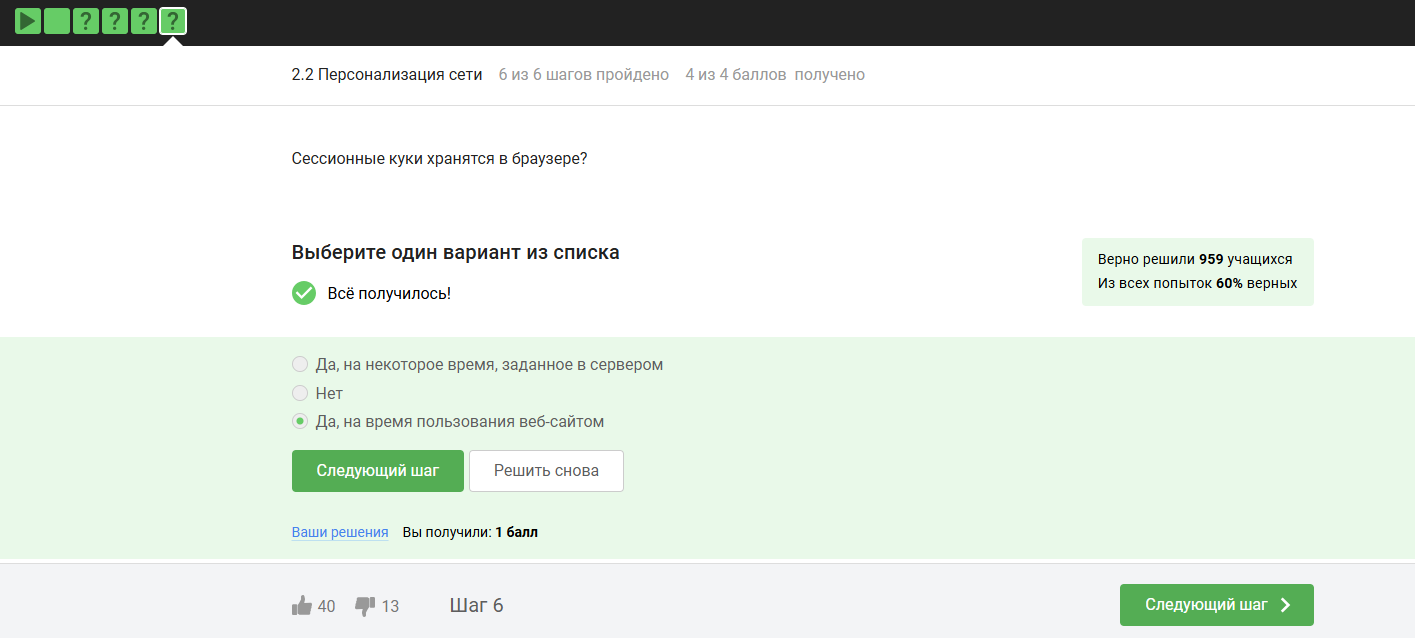 ? ? ? ?
2.2 Персонализация сети 6 из 6 шагов пройдено 4 из 4 баллов получено
Сессионные куки хранятся в браузере?
Выберите один вариант из списка
Всё получилось!
Верно решили 959 учащихся
Из всех попыток 60% верных
Да, на некоторое время, заданное в сервером
Нет
Да, на время пользования веб-сайтом
Следующий шаг Решить снова
Ваши решения Вы получили: 1 балл
40 13 Шаг 6 Следующий шаг